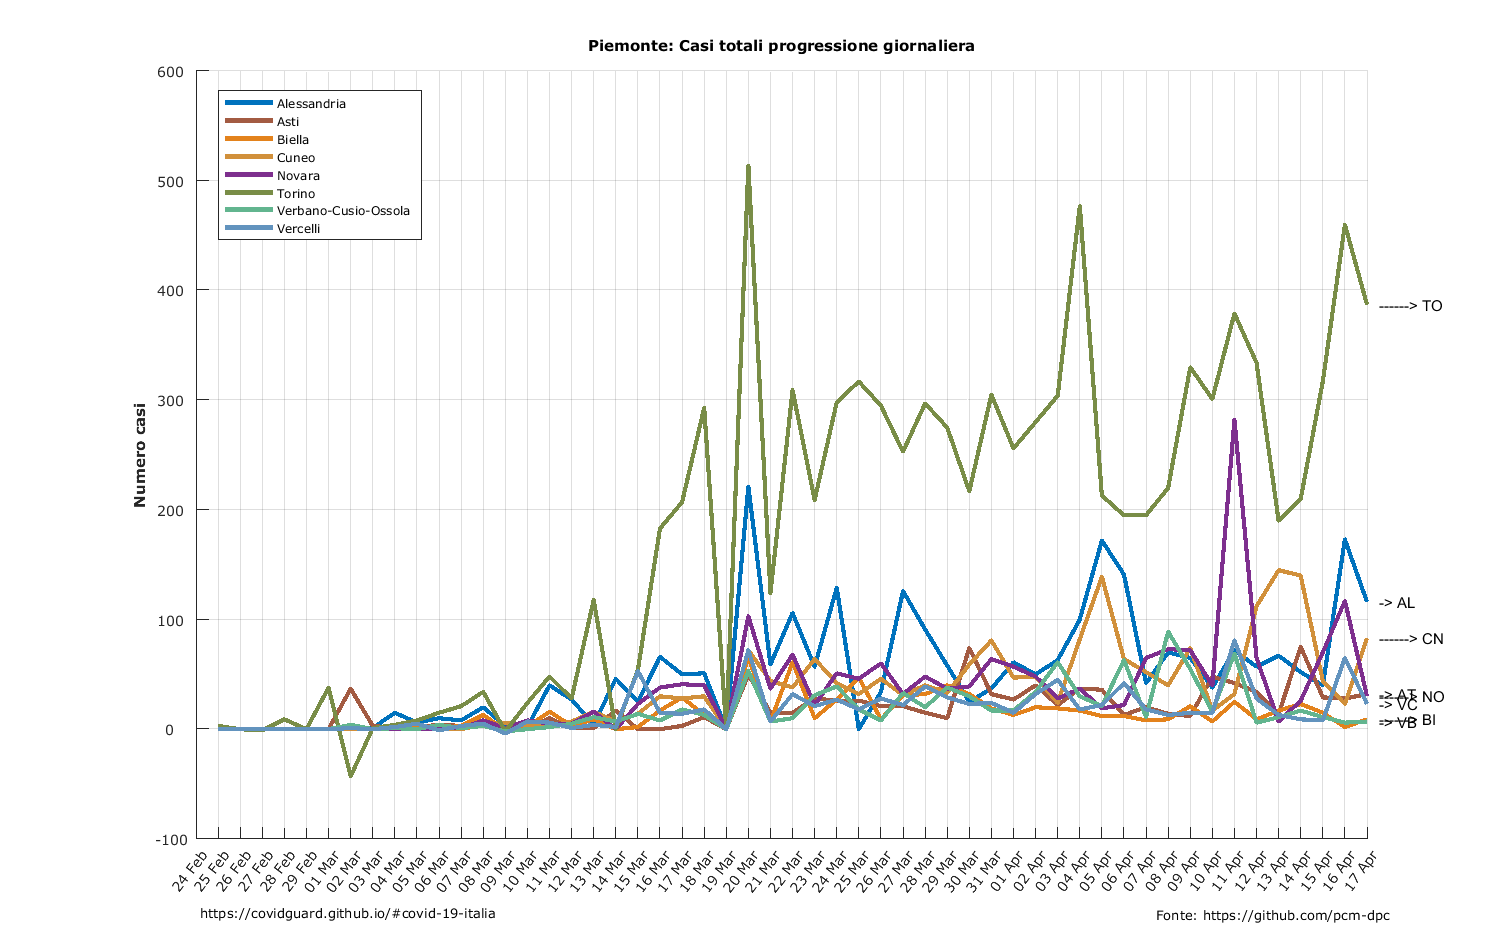 Piemonte: Casi totali progressione giornaliera
600
500
400
300
200
100
0
-100
Numero casi
Alessandria
Asti
Biella
Cuneo
Novara
Torino
Verbano-Cusio-Ossola
Vercelli
------> TO
-> AL
------> CN
-> AT
------> NO
-> VC
------> BI
-> VB
24 Feb
25 Feb
26 Feb
27 Feb
28 Feb
29 Feb
01 Mar
02 Mar
03 Mar
04 Mar
05 Mar
06 Mar
07 Mar
08 Mar
09 Mar
10 Mar
11 Mar
12 Mar
13 Mar
14 Mar
15 Mar
16 Mar
17 Mar
18 Mar
19 Mar
20 Mar
21 Mar
22 Mar
23 Mar
24 Mar
25 Mar
26 Mar
27 Mar
28 Mar
29 Mar
30 Mar
31 Mar
01 Apr
02 Apr
03 Apr
04 Apr
05 Apr
06 Apr
07 Apr
08 Apr
09 Apr
10 Apr
11 Apr
12 Apr
13 Apr
14 Apr
15 Apr
16 Apr
17 Apr
https://covidguard.github.io/#covid-19-italia
Fonte: https://github.com/pcm-dpc